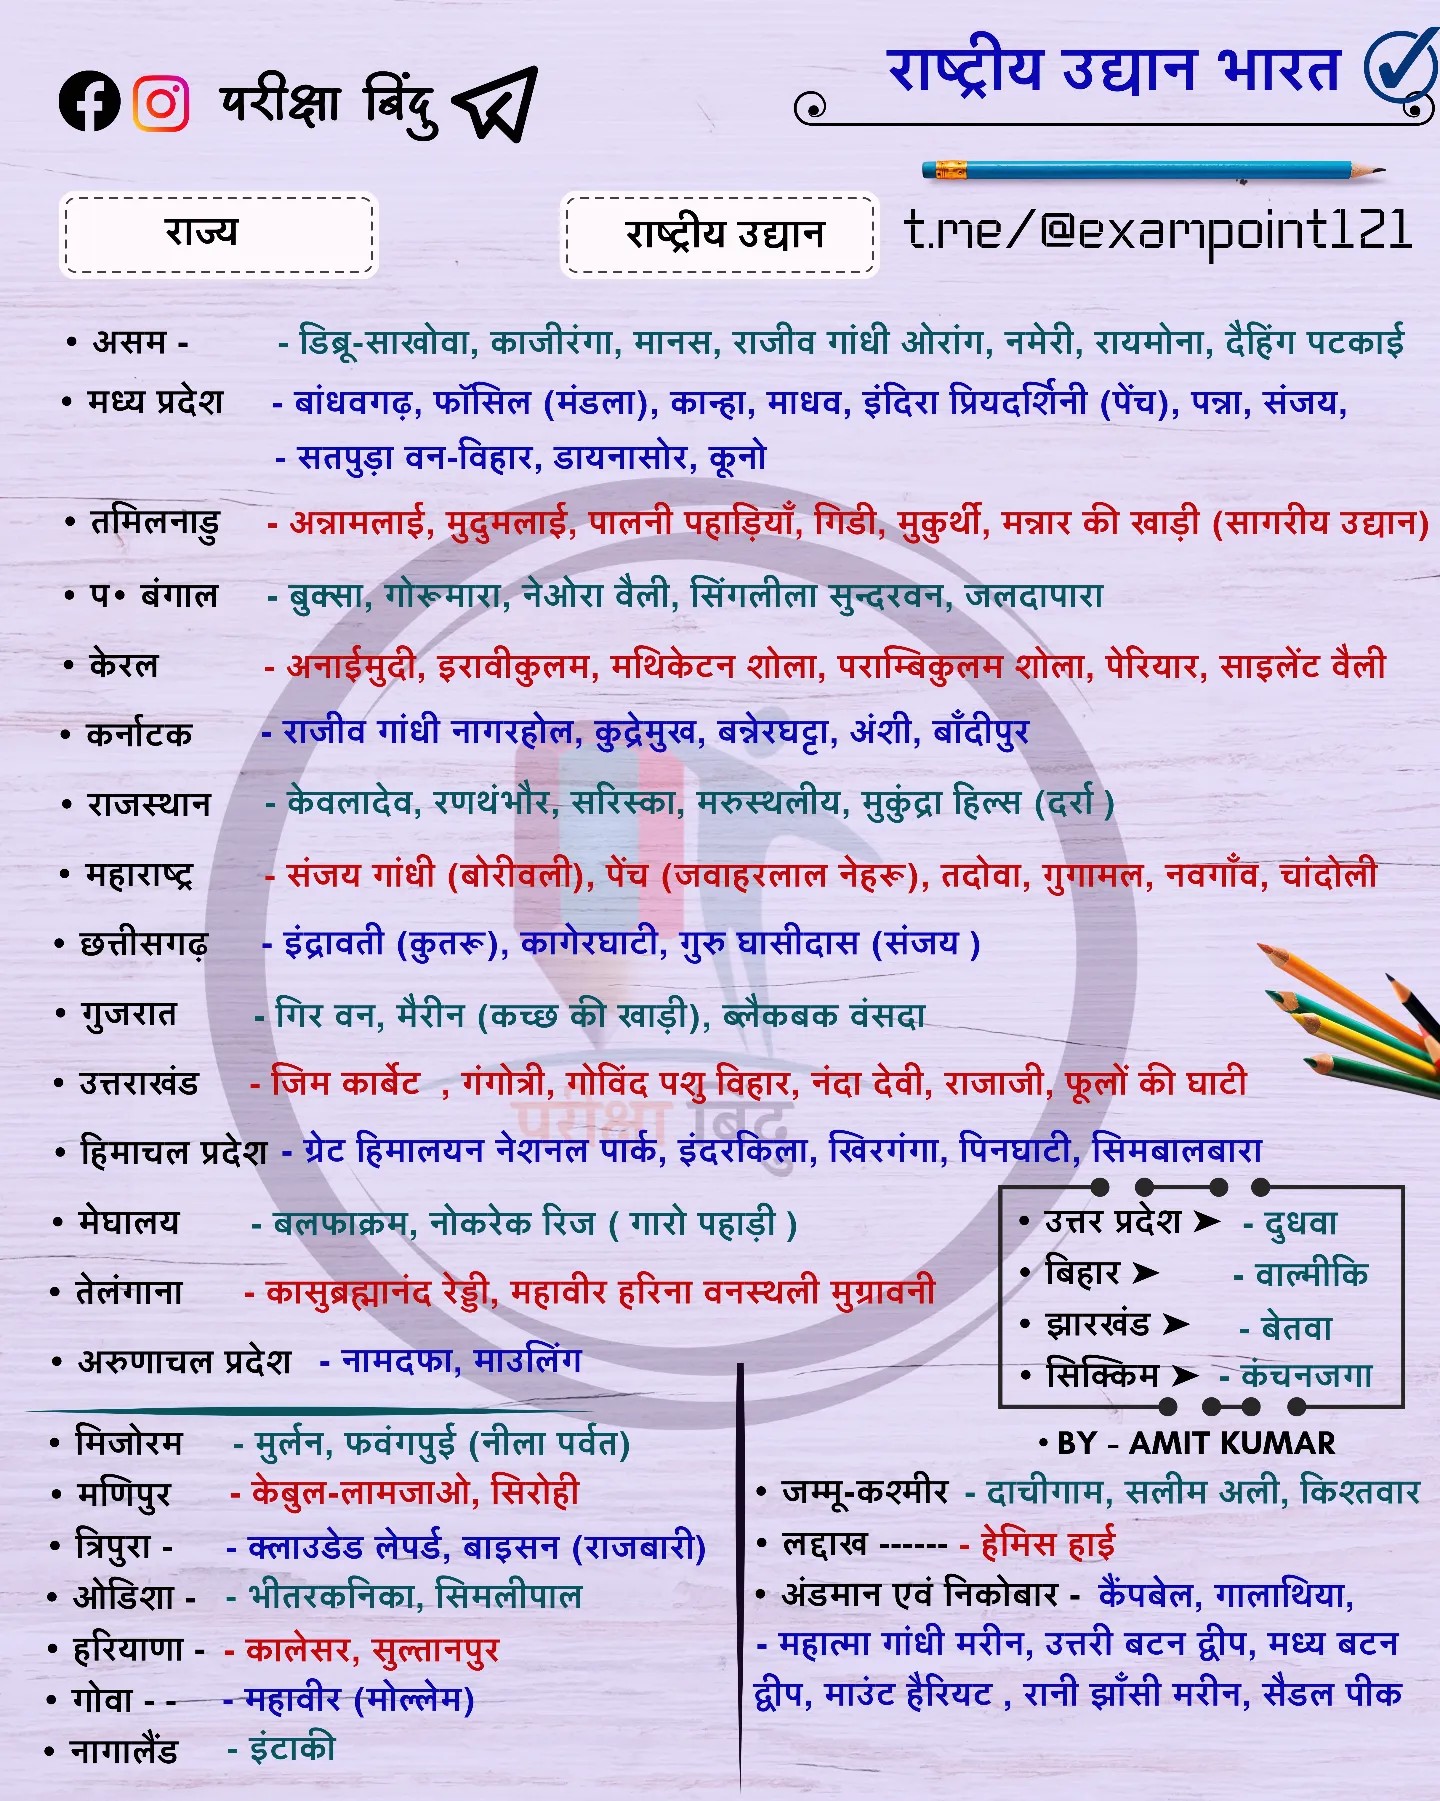 परीक्षा बिंदु
राष्ट्रीय उद्यान भारत
राज्य
राष्ट्रीय उद्यान
t.me/@exampoint121
• असम - - डिब्रू-साखोवा, काजीरंगा, मानस, राजीव गांधी ओरांग, नमेरी, रायमोना, दैहिंग पटकाई
• मध्य प्रदेश - बांधवगढ़, फॉसिल (मंडला), कान्हा, माधव, इंदिरा प्रियदर्शिनी (पेंच), पन्ना, संजय,
- सतपुड़ा वन-विहार, डायनासोर, कूनो
• तमिलनाडु - अन्नामलाई, मुदुमलाई, पालनी पहाड़ियाँ, गिडी, मुकुर्थी, मन्नार की खाड़ी (सागरीय उद्यान)
• प• बंगाल - बुक्सा, गोरूमारा, नेओरा वैली, सिंगलीला सुन्दरवन, जलदापारा
• केरल - अनाईमुदी, इरावीकुलम, मथिकेटन शोला, पराम्बिकुलम शोला, पेरियार, साइलेंट वैली
• कर्नाटक - राजीव गांधी नागरहोल, कुद्रेमुख, बन्नेरघट्टा, अंशी, बाँदीपुर
• राजस्थान - केवलादेव, रणथंभौर, सरिस्का, मरुस्थलीय, मुकुंद्रा हिल्स (दर्रा )
• महाराष्ट्र - संजय गांधी (बोरीवली), पेंच (जवाहरलाल नेहरू), तदोवा, गुगामल, नवगाँव, चांदोली
• छत्तीसगढ़ - इंद्रावती (कुतरू), कागेरघाटी, गुरु घासीदास (संजय )
• गुजरात - गिर वन, मैरीन (कच्छ की खाड़ी), ब्लैकबक वंसदा
• उत्तराखंड - जिम कार्बेट , गंगोत्री, गोविंद पशु विहार, नंदा देवी, राजाजी, फूलों की घाटी
परीक्षा बिंदु
• हिमाचल प्रदेश - ग्रेट हिमालयन नेशनल पार्क, इंदरकिला, खिरगंगा, पिनघाटी, सिमबालबारा
• मेघालय - बलफाक्रम, नोकरेक रिज ( गारो पहाड़ी )
• तेलंगाना - कासुब्रह्मानंद रेड्डी, महावीर हरिना वनस्थली मुग्रावनी
• अरुणाचल प्रदेश - नामदफा, माउलिंग
• उत्तर प्रदेश ➤ - दुधवा
• बिहार ➤ - वाल्मीकि
• झारखंड ➤ - बेतवा
• सिक्किम ➤ - कंचनजगा
• BY - AMIT KUMAR
• मिजोरम - मुर्लन, फवंगपुई (नीला पर्वत)
• मणिपुर - केबुल-लामजाओ, सिरोही
• त्रिपुरा - - क्लाउडेड लेपर्ड, बाइसन (राजबारी)
• ओडिशा - - भीतरकनिका, सिमलीपाल
• हरियाणा - - कालेसर, सुल्तानपुर
• गोवा - - - महावीर (मोल्लेम)
• नागालैंड - इंटाकी
• जम्मू-कश्मीर - दाचीगाम, सलीम अली, किश्तवार
• लद्दाख ------ - हेमिस हाई
• अंडमान एवं निकोबार - कैंपबेल, गालाथिया,
- महात्मा गांधी मरीन, उत्तरी बटन द्वीप, मध्य बटन
द्वीप, माउंट हैरियट , रानी झाँसी मरीन, सैडल पीक